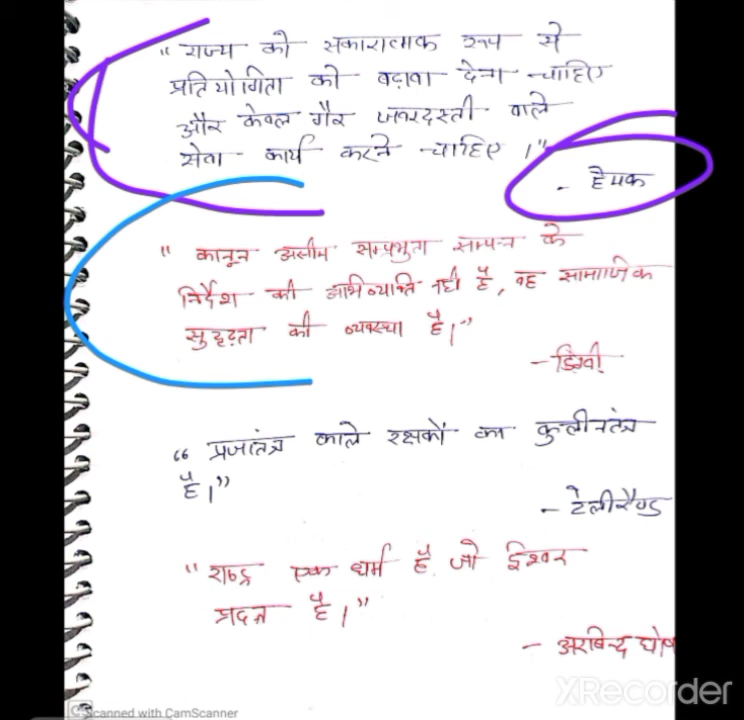 “राज्य को सकारात्मक रूप से
प्रतियोगिता को बढ़ावा देना चाहिए
और केवल गैर जबरदस्ती वाले
सेवा कार्य करने चाहिए ।”
- हैयक
“ कानून असीम सम्प्रभुता सम्पन्न के
निर्देश की अभिव्यक्ति नहीं है, वह सामाजिक
सुदृढ़ता की व्यवस्था है।”
- डिग्वी
“ प्रजातंत्र काले रक्षकों का कुलीनतंत्र
है।”
- टेलीरैण्ड
“राष्ट्र एक धर्म है जो ईश्वर
प्रदत्त है।”
- अरविन्द घोष
Scanned with CamScanner
XRecorder